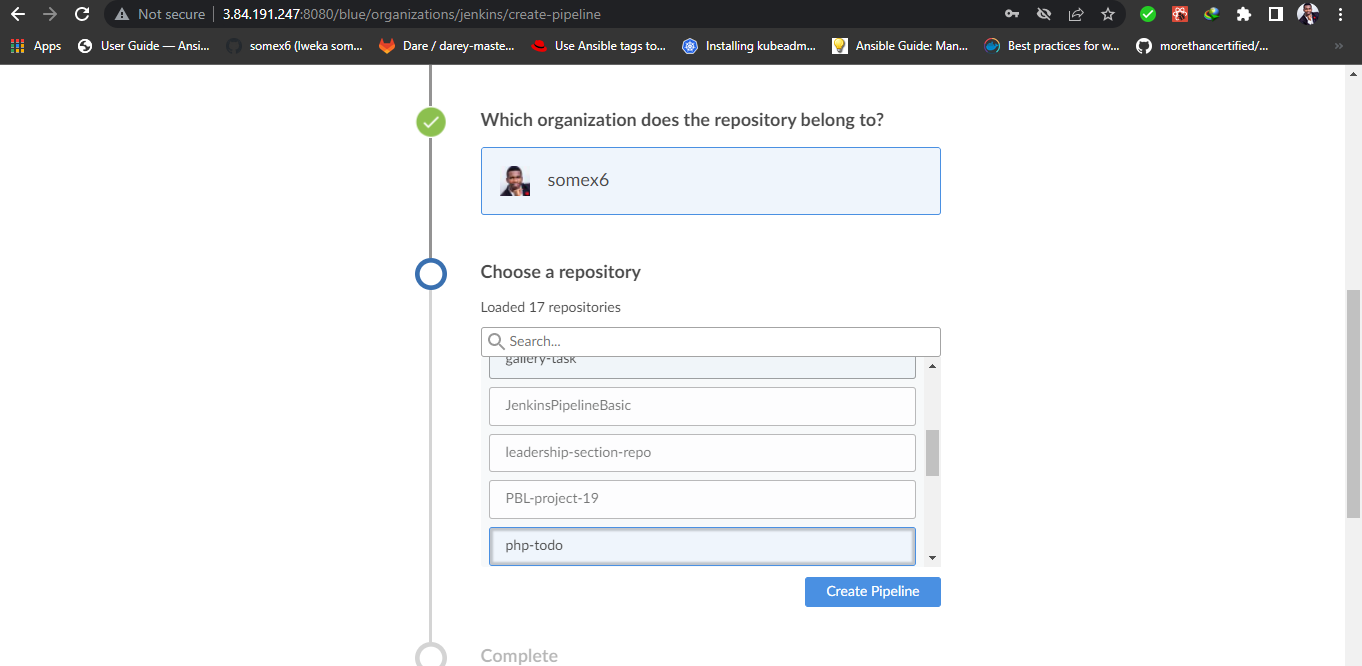 Not secure
3.84.191.247:8080/blue/organizations/jenkins/create-pipeline
Apps
User Guide — Ansi...
somex6 (Iweka som...
Dare / darey-maste...
Use Ansible tags to...
Installing kubeadm...
Ansible Guide: Man...
Best practices for w...
morethancertified/...
»
Which organization does the repository belong to?
somex6
Choose a repository
Loaded 17 repositories
Search...
gallery-task
JenkinsPipelineBasic
leadership-section-repo
PBL-project-19
php-todo
Create Pipeline
Complete